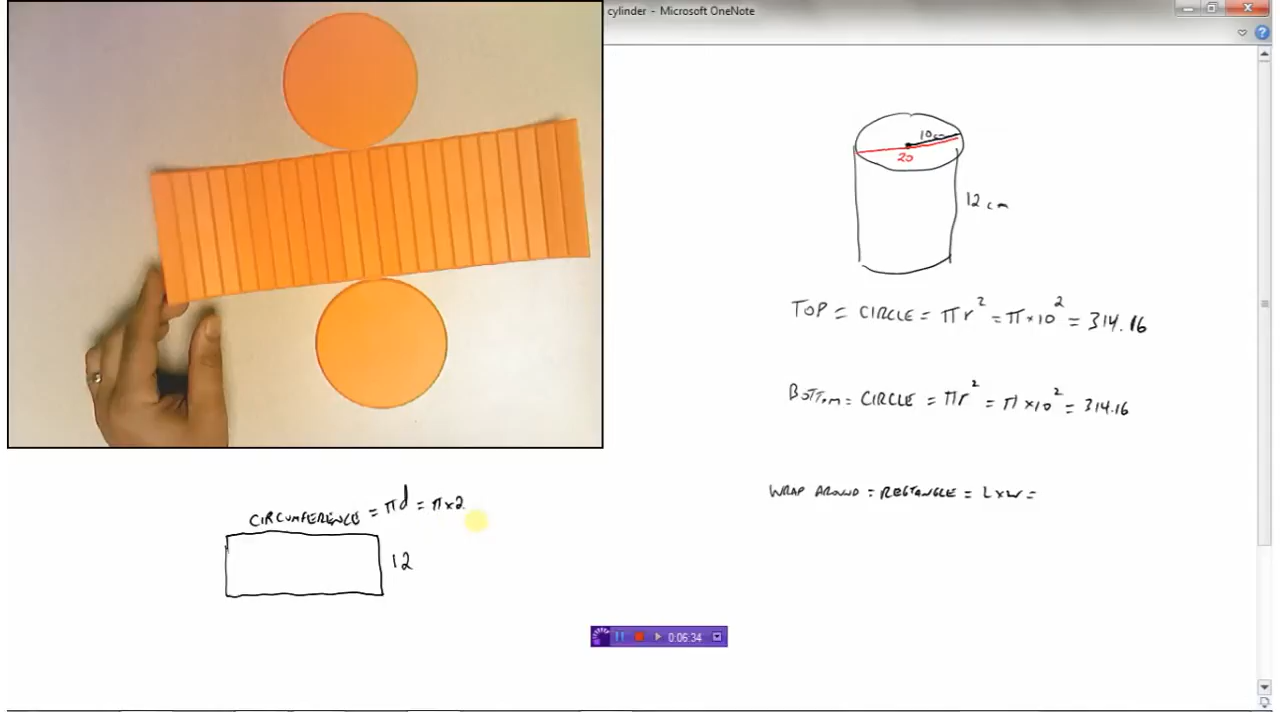 cylinder - Microsoft OneNote
10cm
20
12 cm
TOP = CIRCLE = πr² = π×10² = 314.16
BOTTOM = CIRCLE = πr² = π×10² = 314.16
WRAP AROUND = RECTANGLE = L×W =
CIRCUMFERENCE = πd = π×2
12
0:06:34